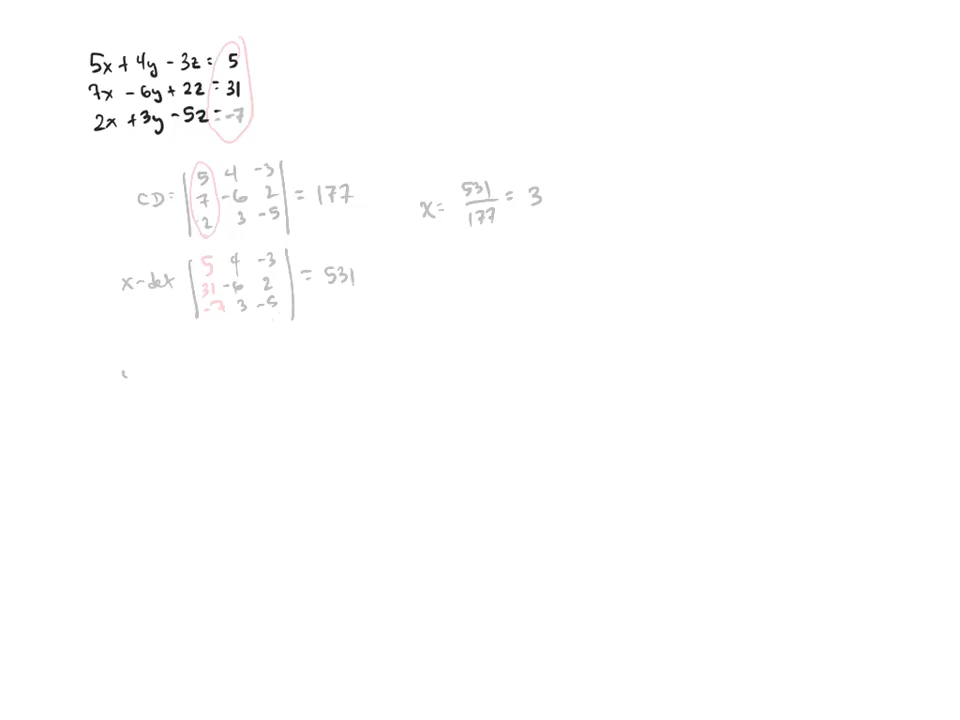 5x + 4y - 3z = 5
7x - 6y + 2z = 31
2x + 3y - 5z = -7
CD = | 5 4 -3 |
| 7 -6 2 | = 177
| 2 3 -5 |
x = 531/177 = 3
x-det | 5 4 -3 |
| 31 -6 2 | = 531
| -7 3 -5 |